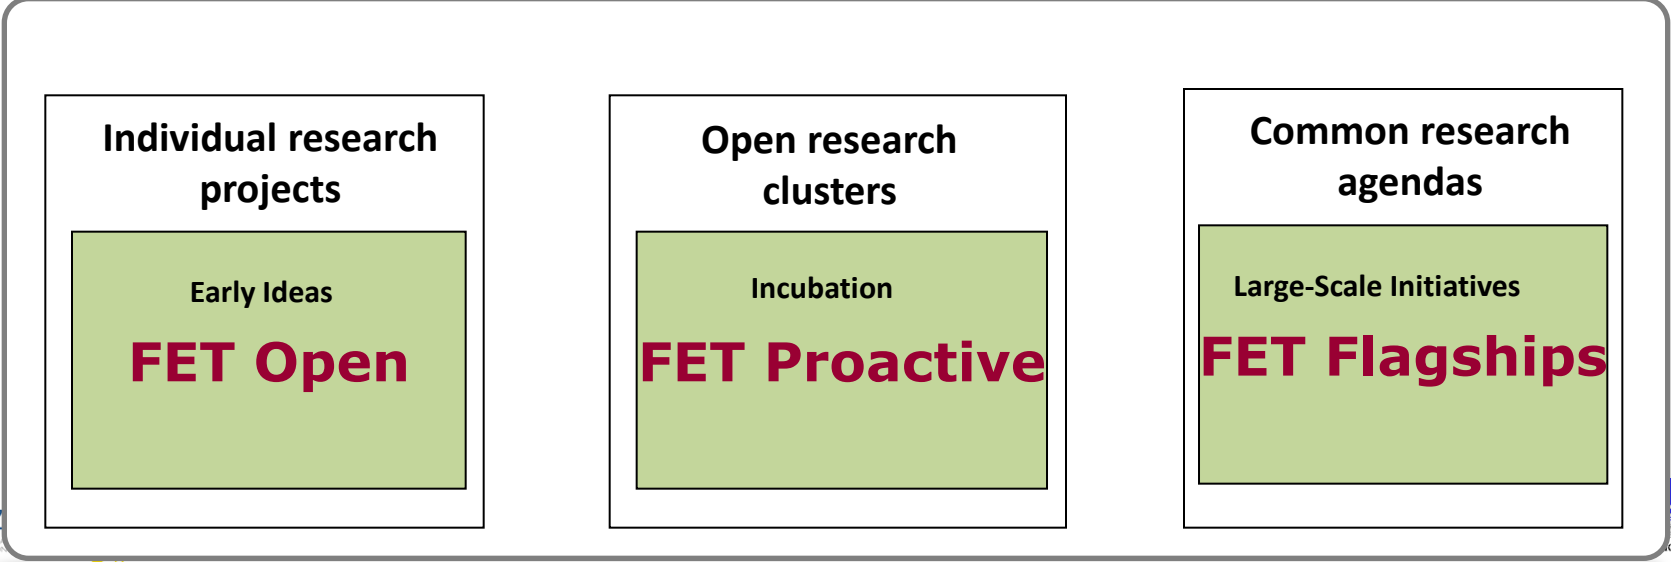 Individual research
projects
Early Ideas
FET Open
Open research
clusters
Incubation
FET Proactive
Common research
agendas
Large-Scale Initiatives
FET Flagships